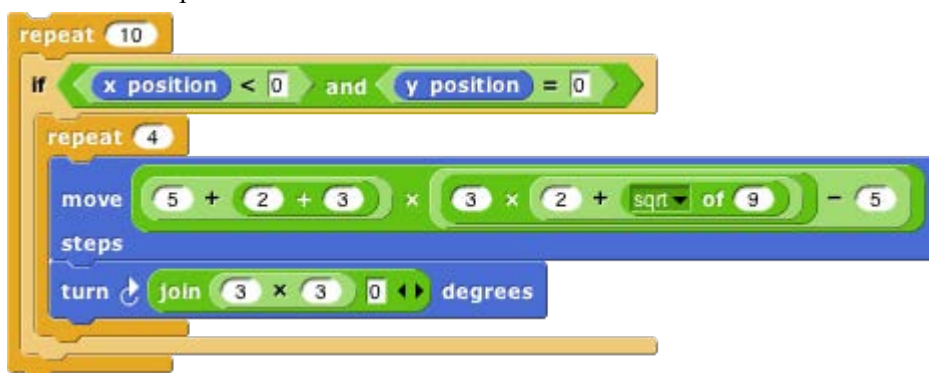 repeat 10
if x position < 0 and y position = 0
repeat 4
move 5 + 2 + 3 × 3 × 2 + sqrt of 9 - 5
steps
turn join 3 × 3 0 degrees